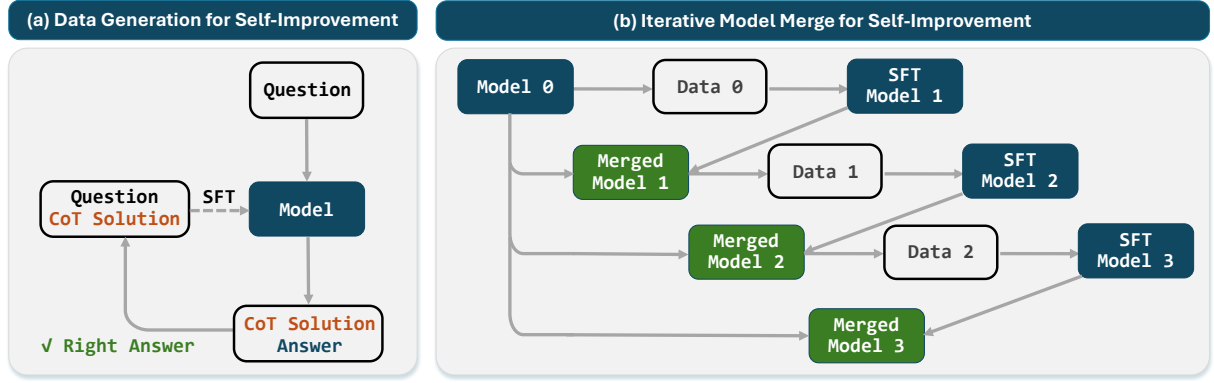 (a) Data Generation for Self-Improvement
Question
Question
CoT Solution
SFT
Model
CoT Solution
Answer
√ Right Answer
(b) Iterative Model Merge for Self-Improvement
Model 0
Data 0
SFT
Model 1
Merged
Model 1
Data 1
SFT
Model 2
Merged
Model 2
Data 2
SFT
Model 3
Merged
Model 3